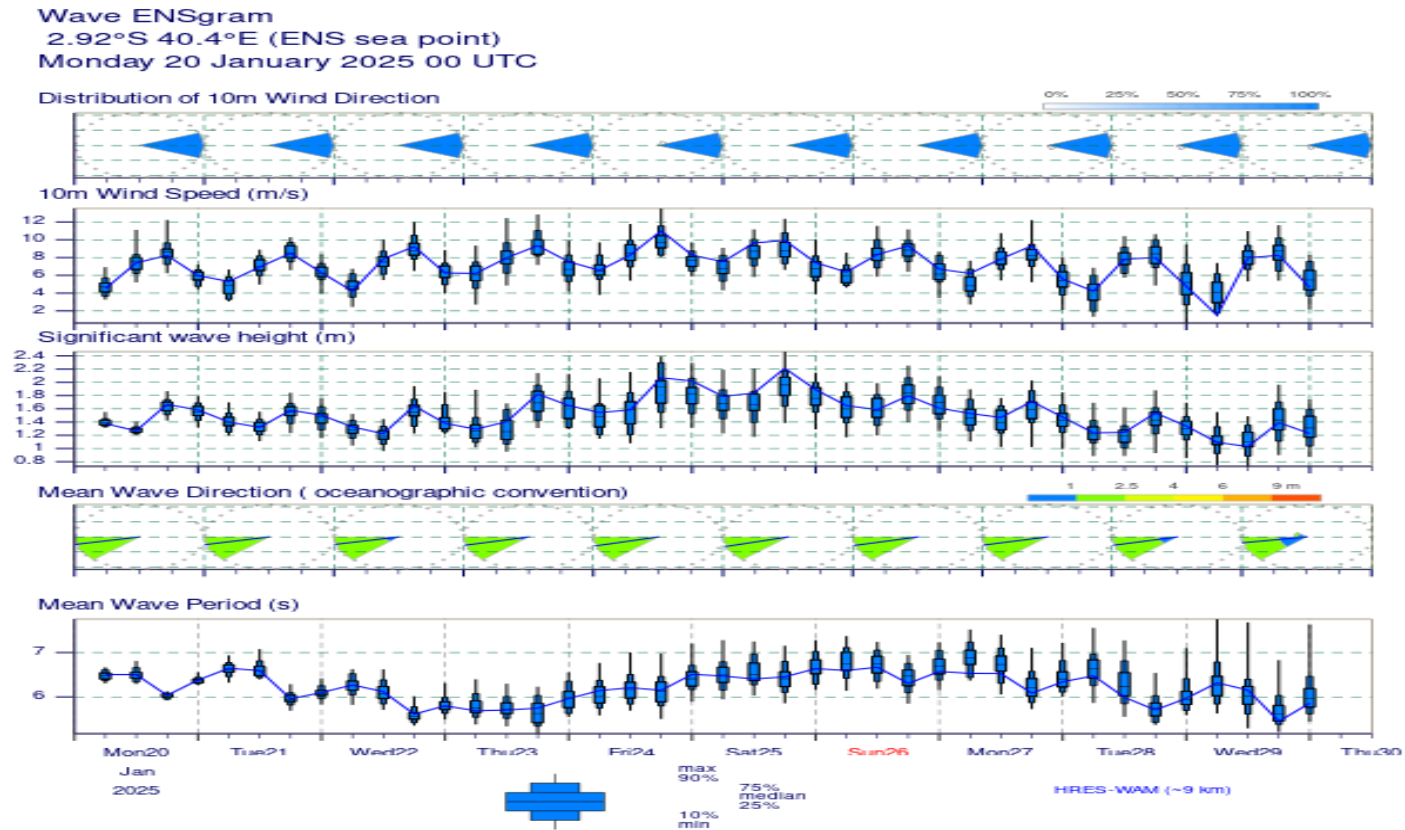 Wave ENSgram
2.92°S 40.4°E (ENS sea point)
Monday 20 January 2025 00 UTC
Distribution of 10m Wind Direction
0% 25% 50% 75% 100%
10m Wind Speed (m/s)
12
10
8
6
4
2
Significant wave height (m)
2.4
2.2
2
1.8
1.6
1.4
1.2
1
0.8
Mean Wave Direction ( oceanographic convention)
1 2.5 4 6 9 m
Mean Wave Period (s)
7
6
Mon20 Tue21 Wed22 Thu23 Fri24 Sat25 Sun26 Mon27 Tue28 Wed29 Thu30
Jan
2025
max
90%
75%
median
25%
10%
min
HRES-WAM (~9 km)